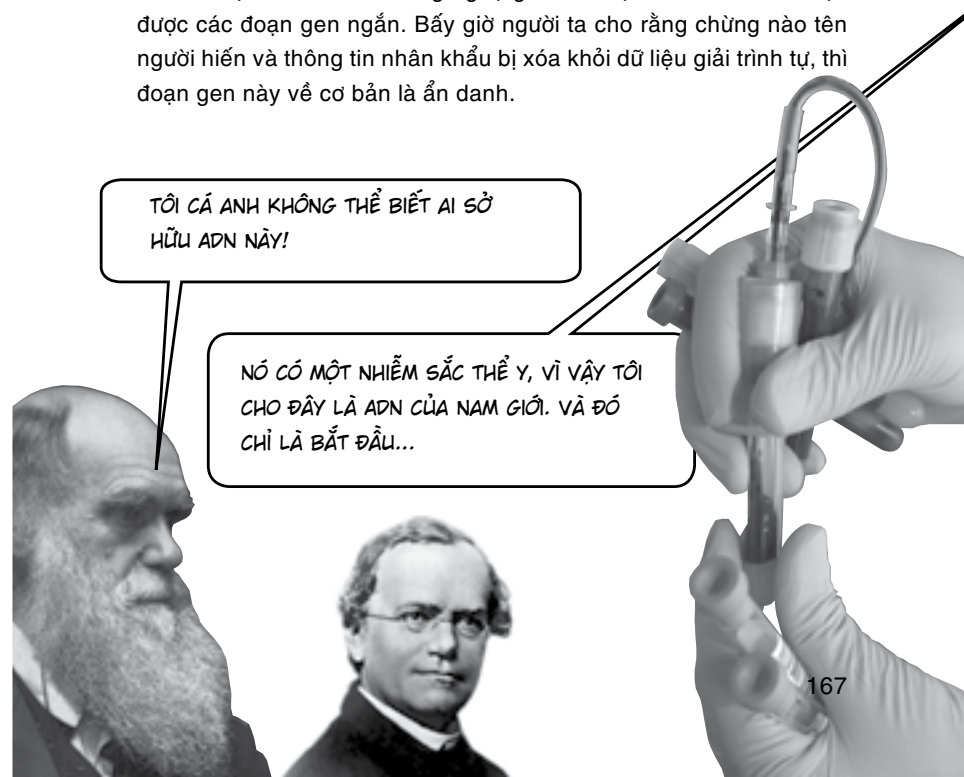 được các đoạn gen ngắn. Bấy giờ người ta cho rằng chừng nào tên
người hiến và thông tin nhân khẩu bị xóa khỏi dữ liệu giải trình tự, thì
đoạn gen này về cơ bản là ẩn danh.
TÔI CÁ ANH KHÔNG THỂ BIẾT AI SỞ
HỮU ADN NÀY!
NÓ CÓ MỘT NHIỄM SẮC THỂ Y, VÌ VẬY TÔI
CHO ĐÂY LÀ ADN CỦA NAM GIỚI. VÀ ĐÓ
CHỈ LÀ BẮT ĐẦU...
167